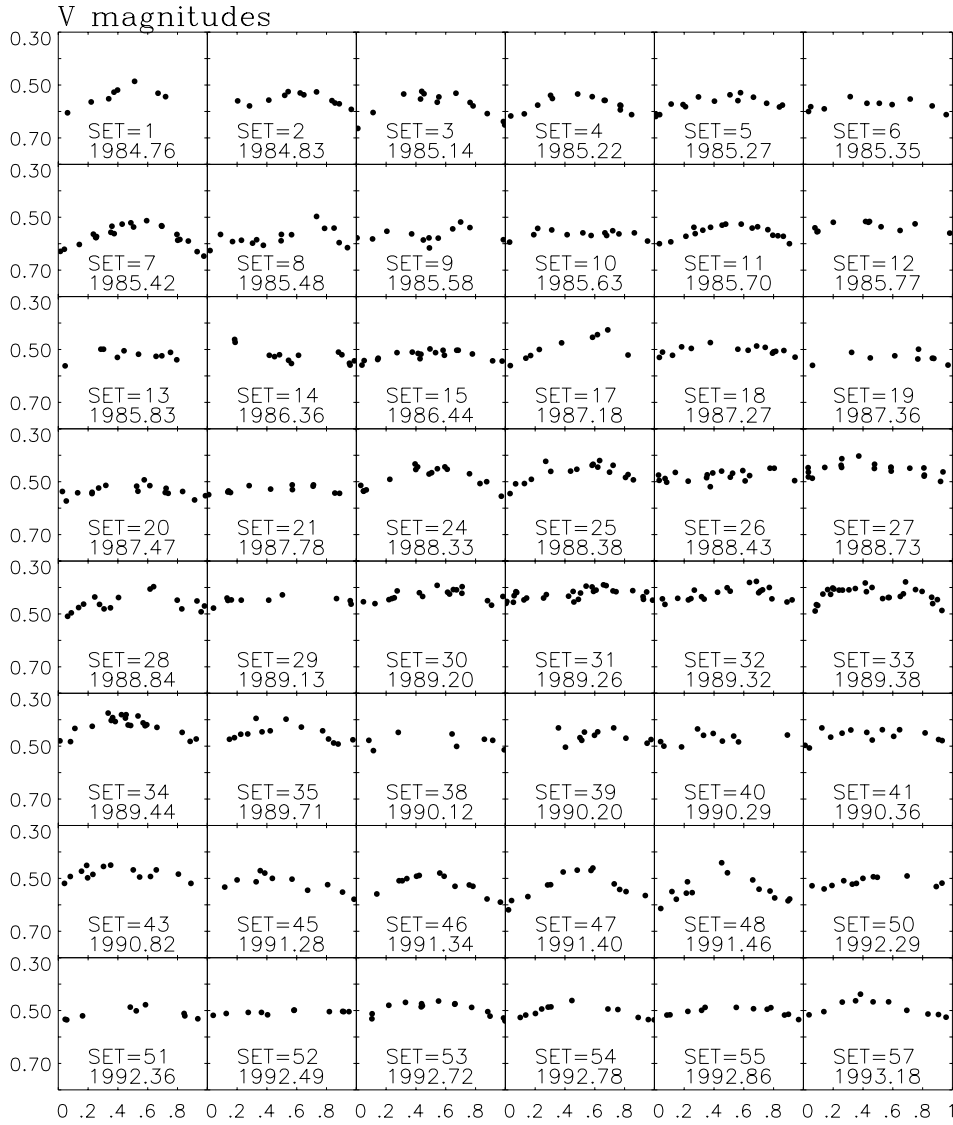 V magnitudes
0.30
0.50
0.70
SET=1 SET=2 SET=3 SET=4 SET=5 SET=6
1984.76 1984.83 1985.14 1985.22 1985.27 1985.35
0.30
0.50
0.70
SET=7 SET=8 SET=9 SET=10 SET=11 SET=12
1985.42 1985.48 1985.58 1985.63 1985.70 1985.77
0.30
0.50
0.70
SET=13 SET=14 SET=15 SET=17 SET=18 SET=19
1985.83 1986.36 1986.44 1987.18 1987.27 1987.36
0.30
0.50
0.70
SET=20 SET=21 SET=24 SET=25 SET=26 SET=27
1987.47 1987.78 1988.33 1988.38 1988.43 1988.73
0.30
0.50
0.70
SET=28 SET=29 SET=30 SET=31 SET=32 SET=33
1988.84 1989.13 1989.20 1989.26 1989.32 1989.38
0.30
0.50
0.70
SET=34 SET=35 SET=38 SET=39 SET=40 SET=41
1989.44 1989.71 1990.12 1990.20 1990.29 1990.36
0.30
0.50
0.70
SET=43 SET=45 SET=46 SET=47 SET=48 SET=50
1990.82 1991.28 1991.34 1991.40 1991.46 1992.29
0.30
0.50
0.70
SET=51 SET=52 SET=53 SET=54 SET=55 SET=57
1992.36 1992.49 1992.72 1992.78 1992.86 1993.18
0 .2 .4 .6 .8 0 .2 .4 .6 .8 0 .2 .4 .6 .8 0 .2 .4 .6 .8 0 .2 .4 .6 .8 0 .2 .4 .6 .8 1